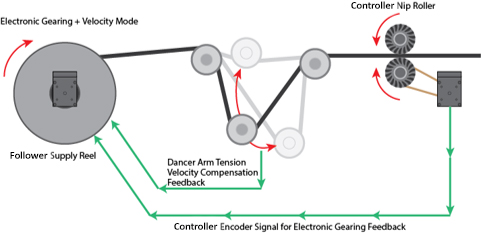 Controller Nip Roller
Electronic Gearing + Velocity Mode
Follower Supply Reel
Dancer Arm Tension
Velocity Compensation
Feedback
Controller Encoder Signal for Electronic Gearing Feedback